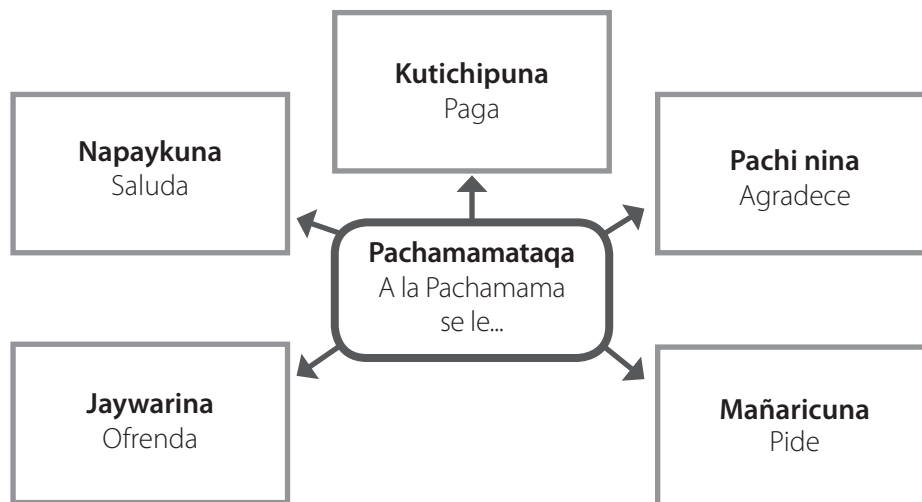 Kutichipuna
Paga
Napaykuna
Saluda
Pachi nina
Agradece
Pachamamataqa
A la Pachamama
se le...
Jaywarina
Ofrenda
Mañaricuna
Pide